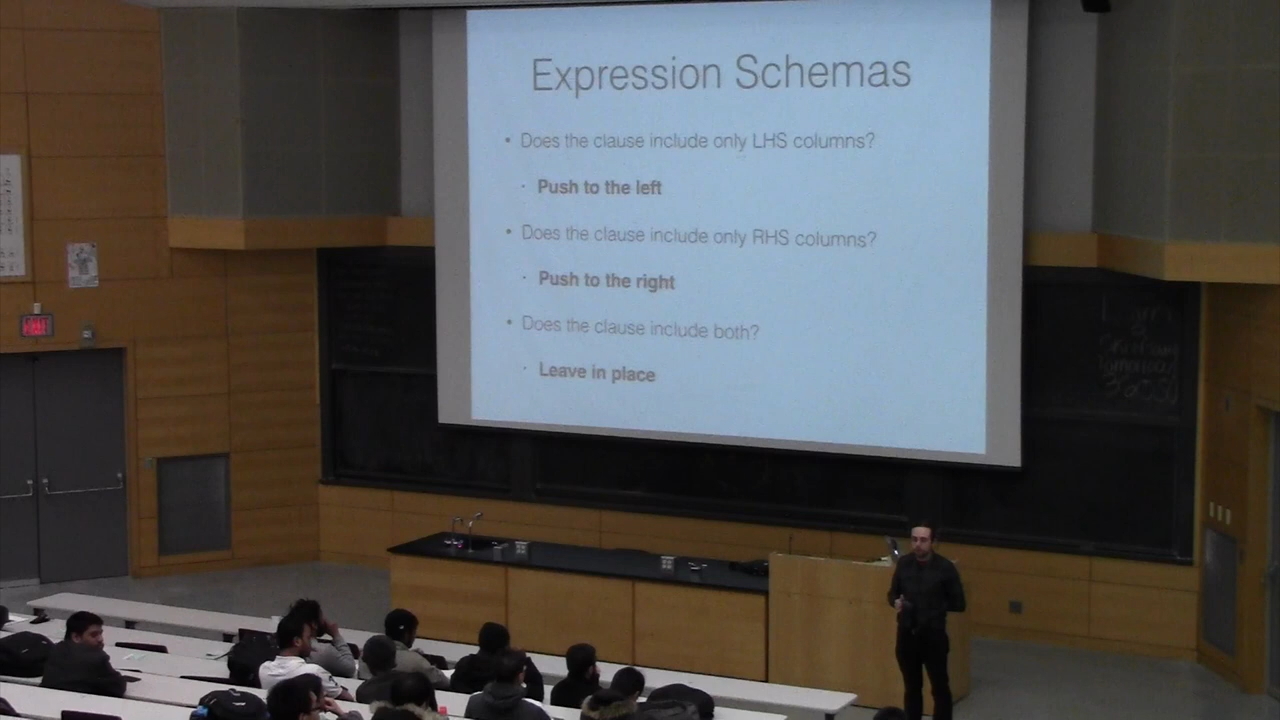 Expression Schemas
• Does the clause include only LHS columns?
· Push to the left
• Does the clause include only RHS columns?
· Push to the right
• Does the clause include both?
· Leave in place
EXIT